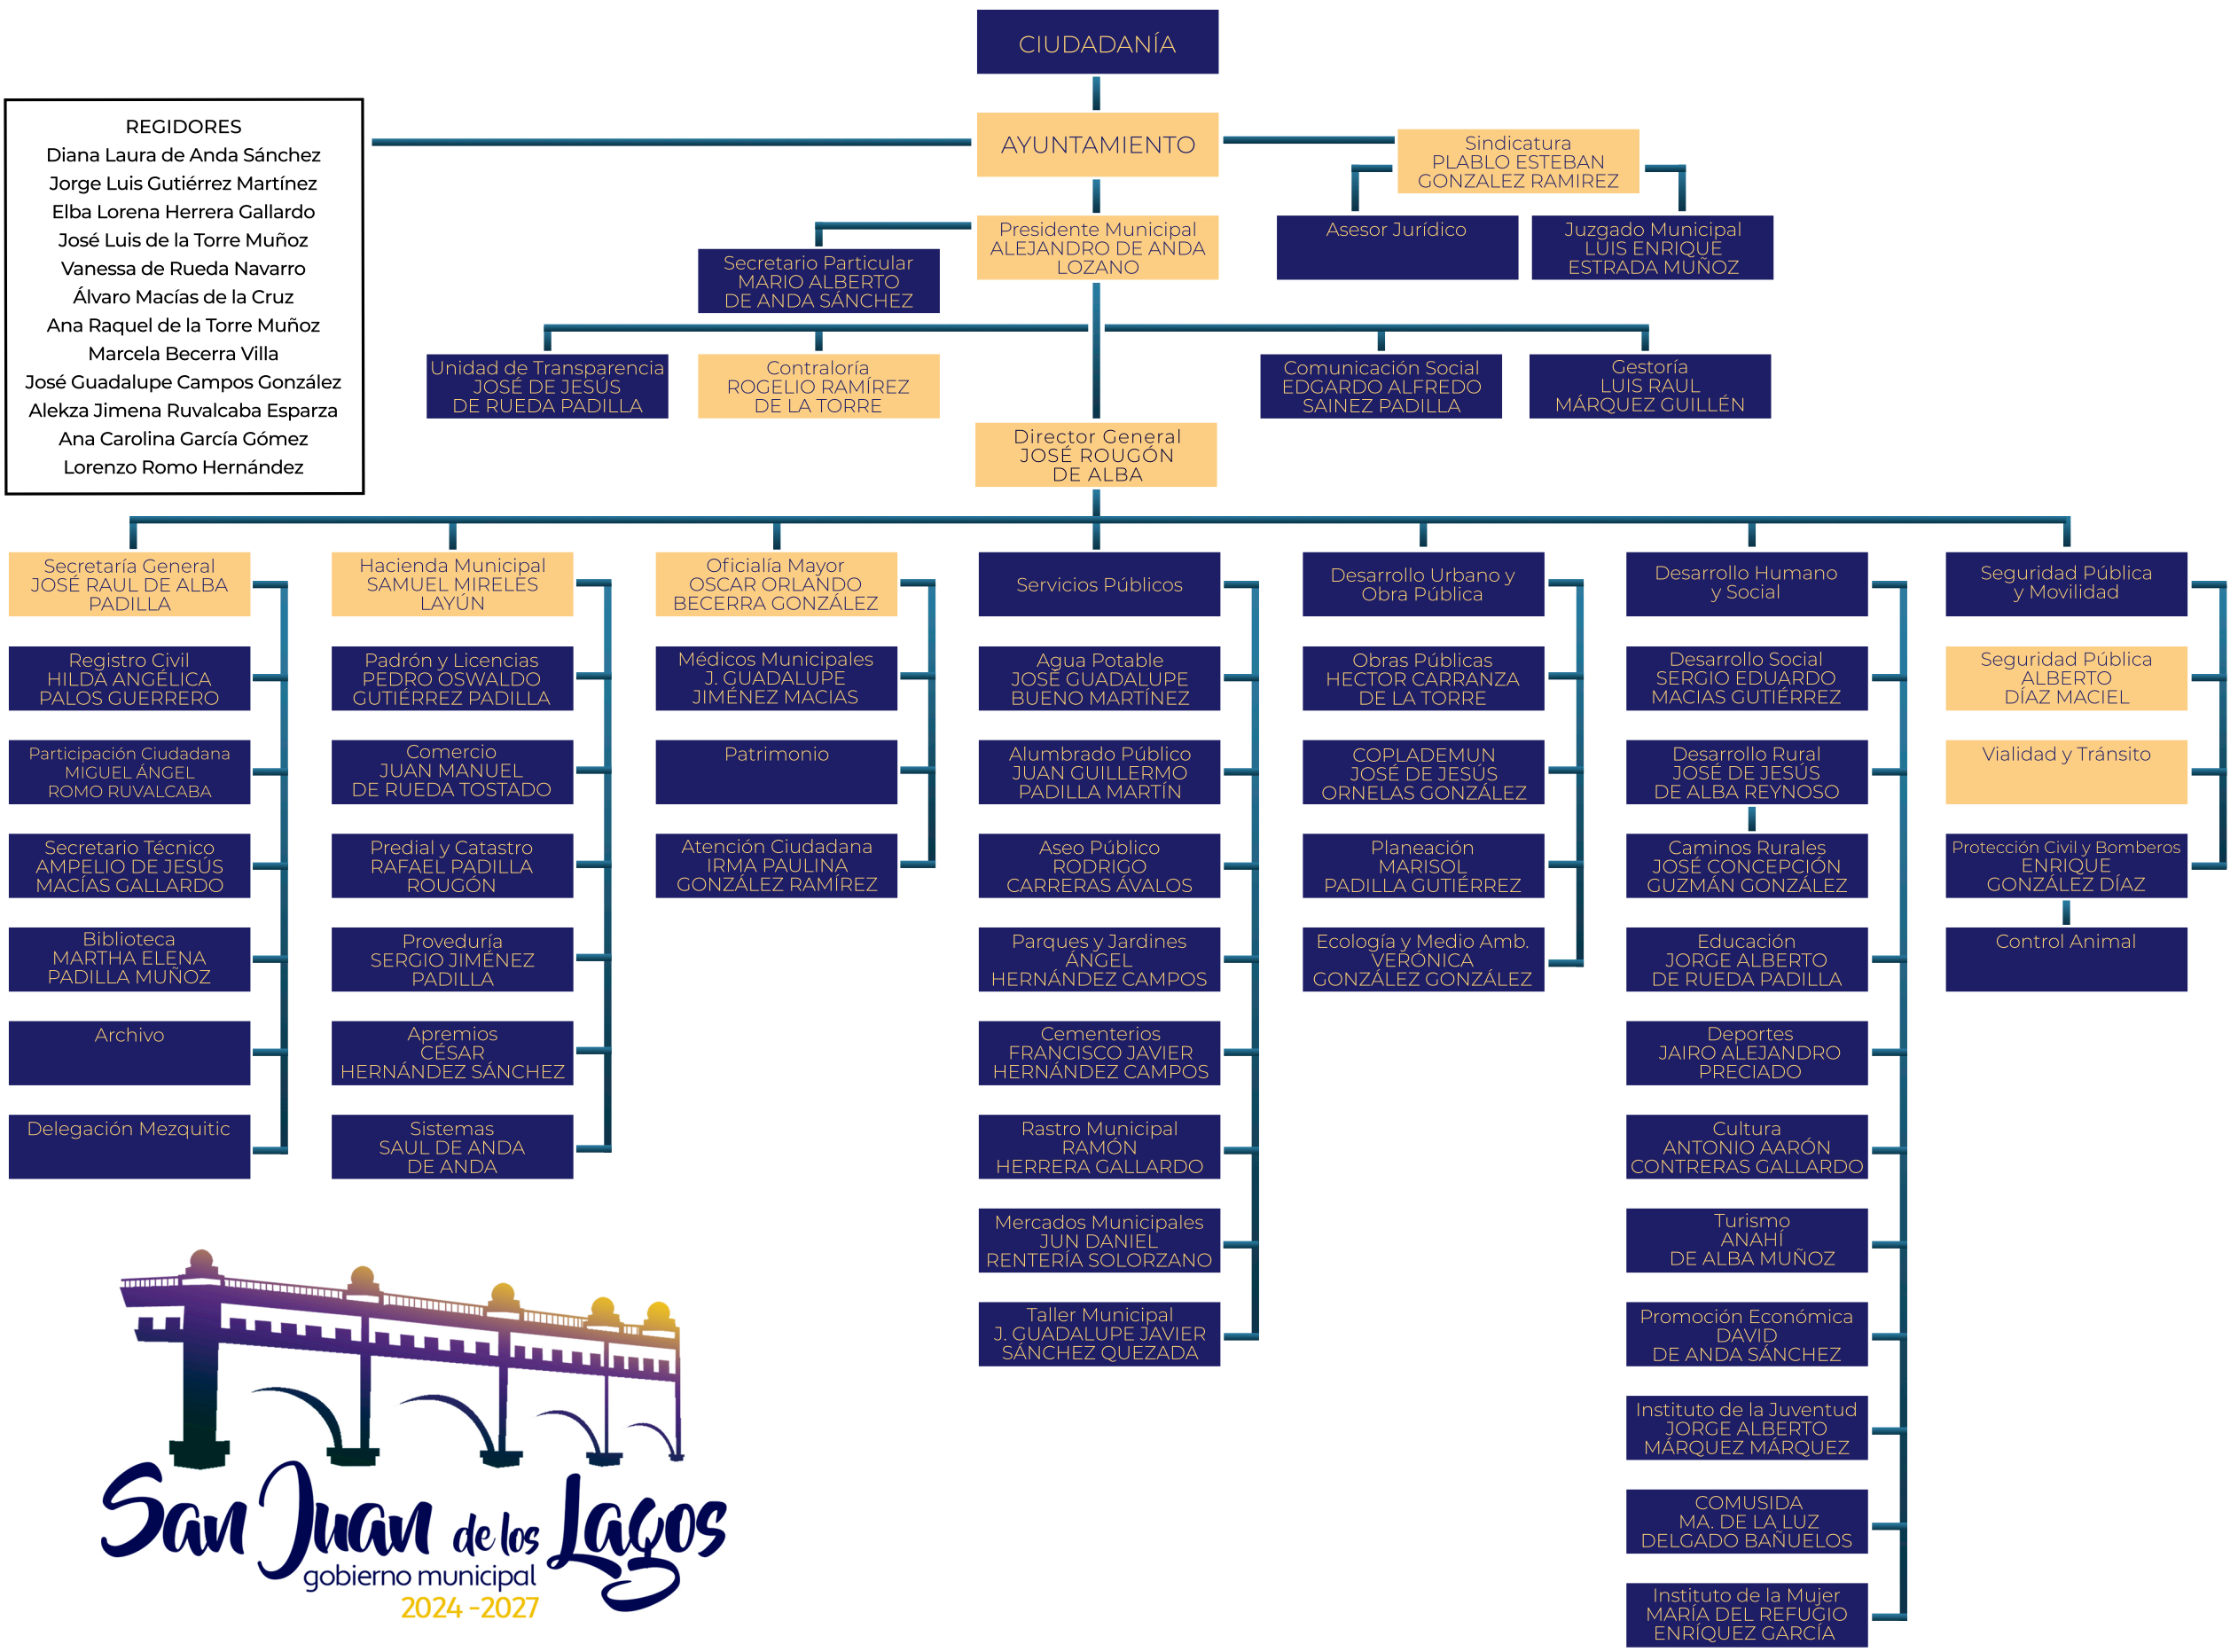 CIUDADANÍA
AYUNTAMIENTO
REGIDORES
Diana Laura de Anda Sánchez
Jorge Luis Gutiérrez Martínez
Elba Lorena Herrera Gallardo
José Luis de la Torre Muñoz
Vanessa de Rueda Navarro
Álvaro Macías de la Cruz
Ana Raquel de la Torre Muñoz
Marcela Becerra Villa
José Guadalupe Campos González
Alekza Jimena Ruvalcaba Esparza
Ana Carolina García Gómez
Lorenzo Romo Hernández
Sindicatura
PLABLO ESTEBAN
GONZALEZ RAMIREZ
Asesor Jurídico
Juzgado Municipal
LUIS ENRIQUE
ESTRADA MUÑOZ
Presidente Municipal
ALEJANDRO DE ANDA
LOZANO
Secretario Particular
MARIO ALBERTO
DE ANDA SÁNCHEZ
Unidad de Transparencia
JOSÉ DE JESÚS
DE RUEDA PADILLA
Contraloría
ROGELIO RAMÍREZ
DE LA TORRE
Comunicación Social
EDGARDO ALFREDO
SAINEZ PADILLA
Gestoría
LUIS RAUL
MÁRQUEZ GUILLÉN
Director General
JOSÉ ROUGÓN
DE ALBA
Secretaría General
JOSÉ RAUL DE ALBA
PADILLA
Registro Civil
HILDA ANGÉLICA
PALOS GUERRERO
Participación Ciudadana
MIGUEL ÁNGEL
ROMO RUVALCABA
Secretario Técnico
AMPELIO DE JESÚS
MACÍAS GALLARDO
Biblioteca
MARTHA ELENA
PADILLA MUÑOZ
Archivo
Delegación Mezquitic
Hacienda Municipal
SAMUEL MIRELES
LAYÚN
Padrón y Licencias
PEDRO OSWALDO
GUTIÉRREZ PADILLA
Comercio
JUAN MANUEL
DE RUEDA TOSTADO
Predial y Catastro
RAFAEL PADILLA
ROUGÓN
Proveduría
SERGIO JIMÉNEZ
PADILLA
Apremios
CÉSAR
HERNÁNDEZ SÁNCHEZ
Sistemas
SAUL DE ANDA
DE ANDA
Oficialía Mayor
OSCAR ORLANDO
BECERRA GONZÁLEZ
Médicos Municipales
J. GUADALUPE
JIMÉNEZ MACIAS
Patrimonio
Atención Ciudadana
IRMA PAULINA
GONZÁLEZ RAMÍREZ
Servicios Públicos
Agua Potable
JOSÉ GUADALUPE
BUENO MARTÍNEZ
Alumbrado Público
JUAN GUILLERMO
PADILLA MARTÍN
Aseo Público
RODRIGO
CARRERAS ÁVALOS
Parques y Jardines
ÁNGEL
HERNÁNDEZ CAMPOS
Cementerios
FRANCISCO JAVIER
HERNÁNDEZ CAMPOS
Rastro Municipal
RAMÓN
HERRERA GALLARDO
Mercados Municipales
JUN DANIEL
RENTERÍA SOLORZANO
Taller Municipal
J. GUADALUPE JAVIER
SÁNCHEZ QUEZADA
Desarrollo Urbano y
Obra Pública
Obras Públicas
HECTOR CARRANZA
DE LA TORRE
COPLADEMUN
JOSÉ DE JESÚS
ORNELAS GONZÁLEZ
Planeación
MARISOL
PADILLA GUTIÉRREZ
Ecología y Medio Amb.
VERÓNICA
GONZÁLEZ GONZÁLEZ
Desarrollo Humano
y Social
Desarrollo Social
SERGIO EDUARDO
MACIAS GUTIÉRREZ
Desarrollo Rural
JOSÉ DE JESÚS
DE ALBA REYNOSO
Caminos Rurales
JOSÉ CONCEPCIÓN
GUZMÁN GONZÁLEZ
Educación
JORGE ALBERTO
DE RUEDA PADILLA
Deportes
JAIRO ALEJANDRO
PRECIADO
Cultura
ANTONIO AARÓN
CONTRERAS GALLARDO
Turismo
ANAHÍ
DE ALBA MUÑOZ
Promoción Económica
DAVID
DE ANDA SÁNCHEZ
Instituto de la Juventud
JORGE ALBERTO
MÁRQUEZ MÁRQUEZ
COMUSIDA
MA. DE LA LUZ
DELGADO BAÑUELOS
Instituto de la Mujer
MARÍA DEL REFUGIO
ENRÍQUEZ GARCÍA
Seguridad Pública
y Movilidad
Seguridad Pública
ALBERTO
DÍAZ MACIEL
Vialidad y Tránsito
Protección Civil y Bomberos
ENRIQUE
GONZÁLEZ DÍAZ
Control Animal
San Juan de los Lagos
gobierno municipal
2024 -2027